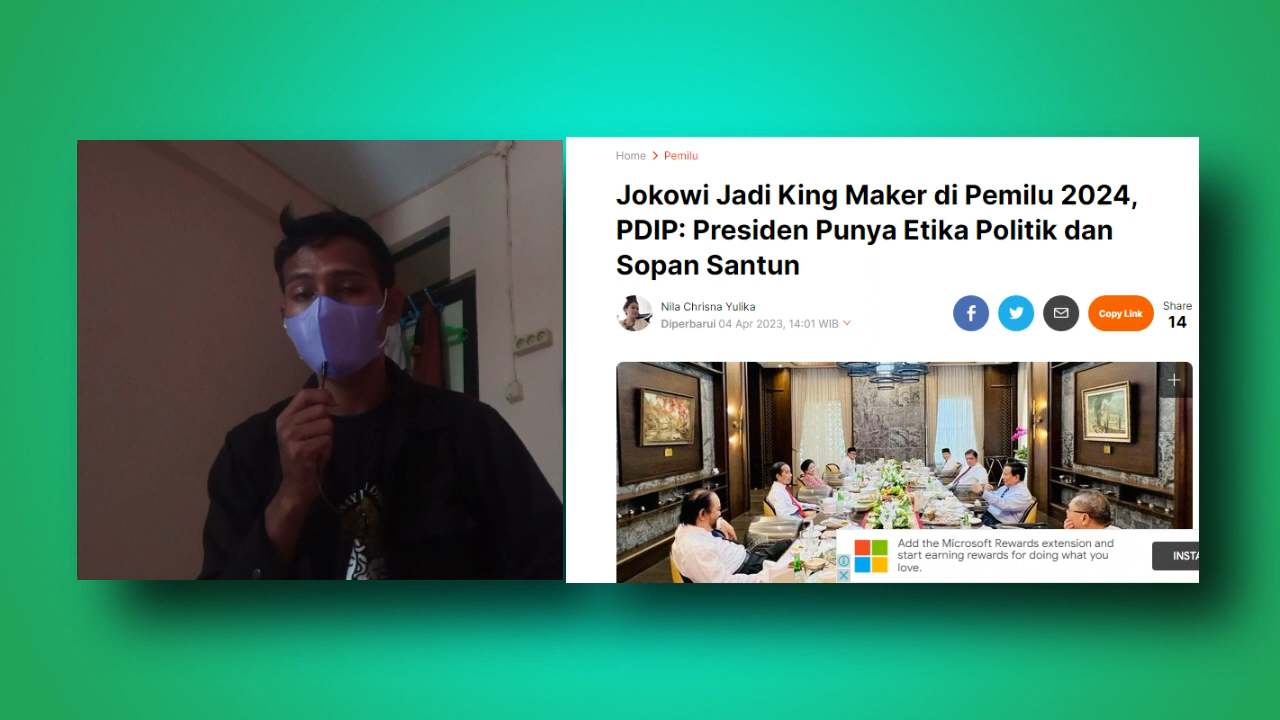 Home > Pemilu
Jokowi Jadi King Maker di Pemilu 2024,
PDIP: Presiden Punya Etika Politik dan
Sopan Santun
Nila Chrisna Yulika
Diperbarui 04 Apr 2023, 14:01 WIB
Copy Link
Share
14
Add the Microsoft Rewards extension and
start earning rewards for doing what you
love.
INSTA